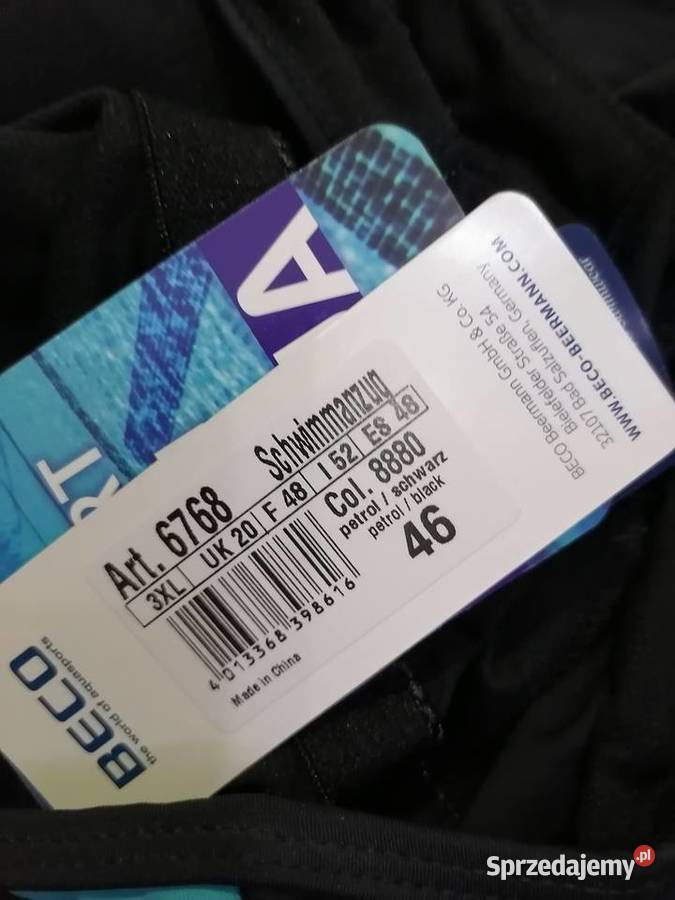 A
RT
Swimwear
WWW.BECO-BEERMANN.COM
32107 Bad Salzuflen, Germany
Bielefelder Straße 54
BECO Beermann GmbH & Co. KG
Art. 6768 Schwimmanzug
3XL UK 20 F 48 I 52 ES 48
Col. 8880
petrol / schwarz
petrol / black
46
4 013368 398616
Made in China
BECO
the world of aquasports
Sprzedajemy.pl